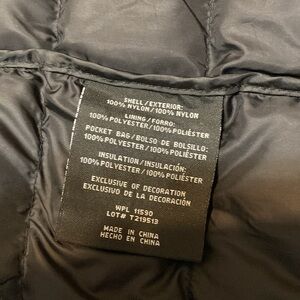 SHELL/EXTERIOR:
100% NYLON/100% NYLON
LINING/FORRO:
100% POLYESTER/100% POLIÉSTER
POCKET BAG/BOLSO DE BOLSILLO:
100% POLYESTER/100% POLIÉSTER
INSULATION/INSULACIÓN:
100% POLYESTER/100% POLIÉSTER
EXCLUSIVE OF DECORATION
EXCLUSIVO DE LA DECORACIÓN
WPL 11590
LOT# T219513
MADE IN CHINA
HECHO EN CHINA